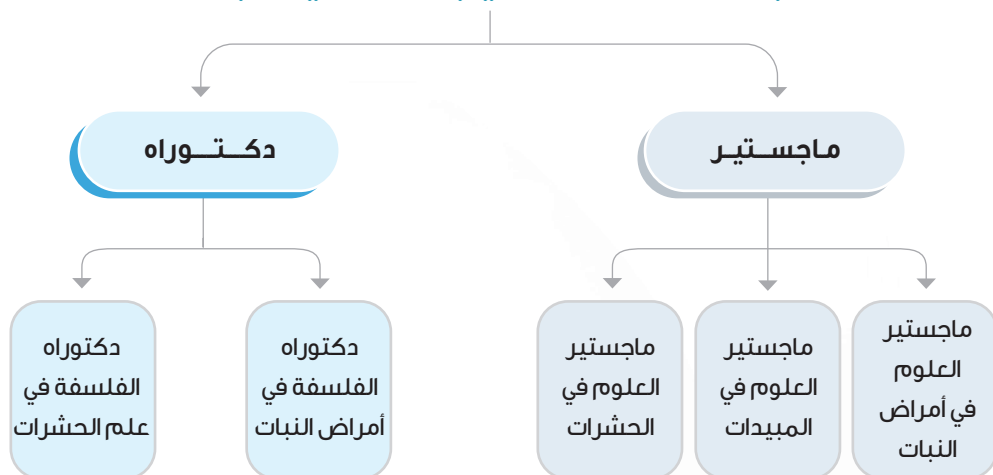 ماجستير
دكتوراه
ماجستير
العلوم
في أمراض
النبات
ماجستير
العلوم في
المبيدات
ماجستير
العلوم في
الحشرات
دكتوراه
الفلسفة في
أمراض النبات
دكتوراه
الفلسفة في
علم الحشرات